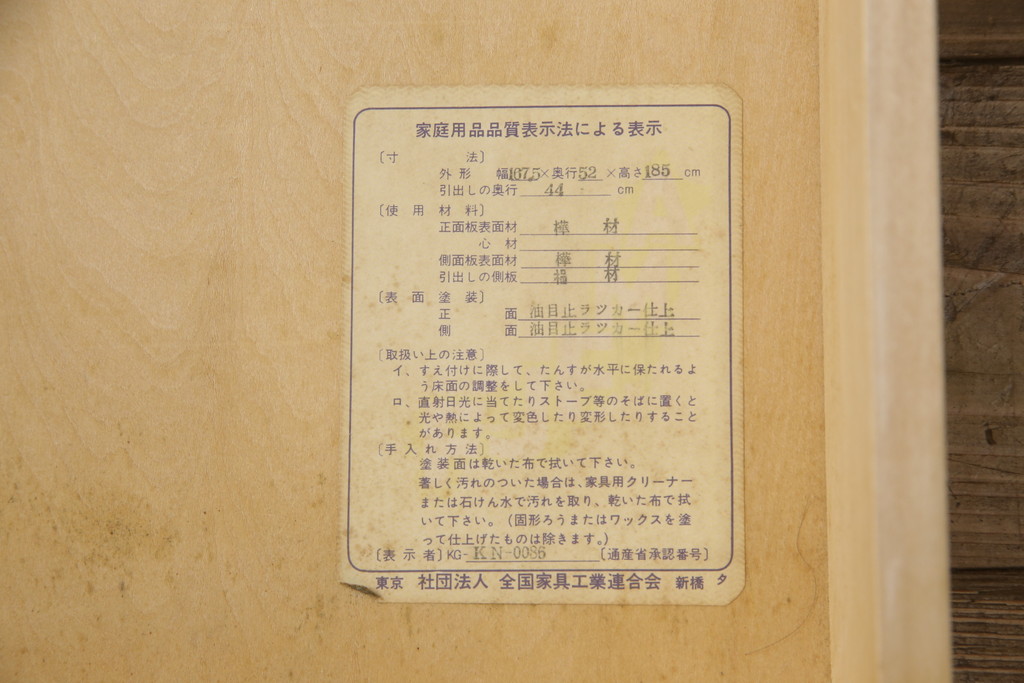 家庭用品品質表示法による表示
〔寸法〕
外形 幅107.5×奥行52×高さ185cm
引出しの奥行 44 cm
〔使用材料〕
正面板表面材 樺材
心材
側面板表面材 樺材
引出しの側板 材
〔表面塗装〕
正面 油目止ラツカー仕上
側面 油目止ラツカー仕上
〔取扱い上の注意〕
イ、すえ付けに際して、たんすが水平に保たれるよ
う床面の調整をして下さい。
ロ、直射日光に当てたりストーブ等のそばに置くと
光や熱によって変色したり変形したりすること
があります。
〔手入れ方法〕
塗装面は乾いた布で拭いて下さい。
著しく汚れのついた場合は、家具用クリーナー
または石けん水で汚れを取り、乾いた布で拭
いて下さい。(固形ろうまたはワックスを塗
って仕上げたものは除きます。)
〔表示者〕KG-KN-0086〔通産省承認番号〕
東京 社団法人 全国家具工業連合会 新橋 タ